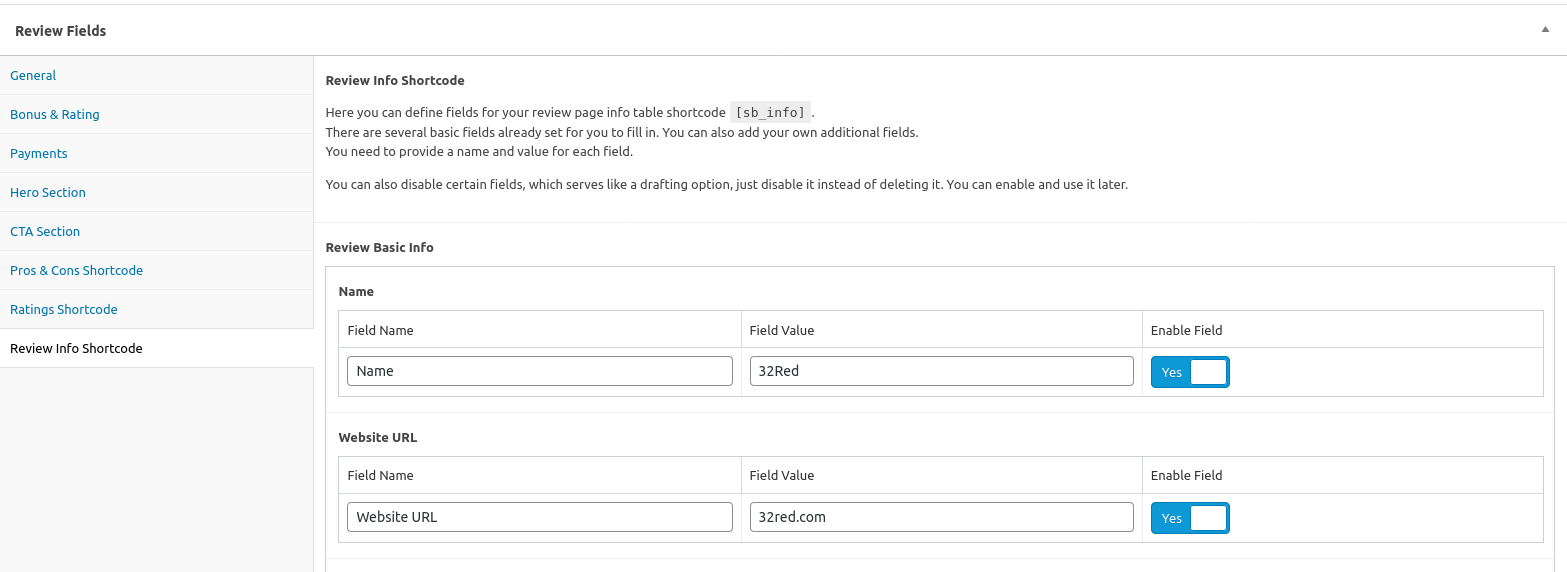 Review Fields
General
Bonus & Rating
Payments
Hero Section
CTA Section
Pros & Cons Shortcode
Ratings Shortcode
Review Info Shortcode
Review Info Shortcode
Here you can define fields for your review page info table shortcode [sb_info] .
There are several basic fields already set for you to fill in. You can also add your own additional fields.
You need to provide a name and value for each field.
You can also disable certain fields, which serves like a drafting option, just disable it instead of deleting it. You can enable and use it later.
Review Basic Info
Name
Field Name Field Value Enable Field
Name 32Red Yes
Website URL
Field Name Field Value Enable Field
Website URL 32red.com Yes